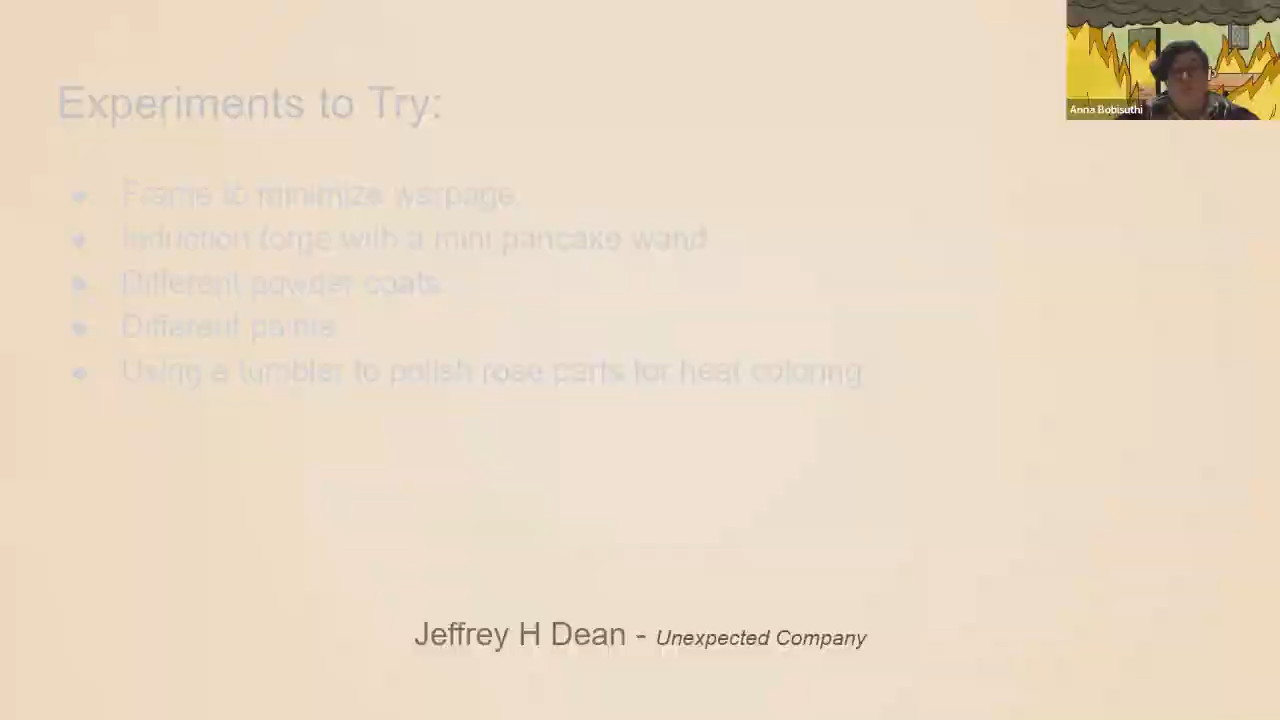 Experiments to Try:
● Frame to minimize warpage
● Induction forge with a mini pancake wand
● Different powder coats
● Different paints
● Using a tumbler to polish rose parts for heat coloring
Jeffrey H Dean - Unexpected Company
Anna Bobisuthi